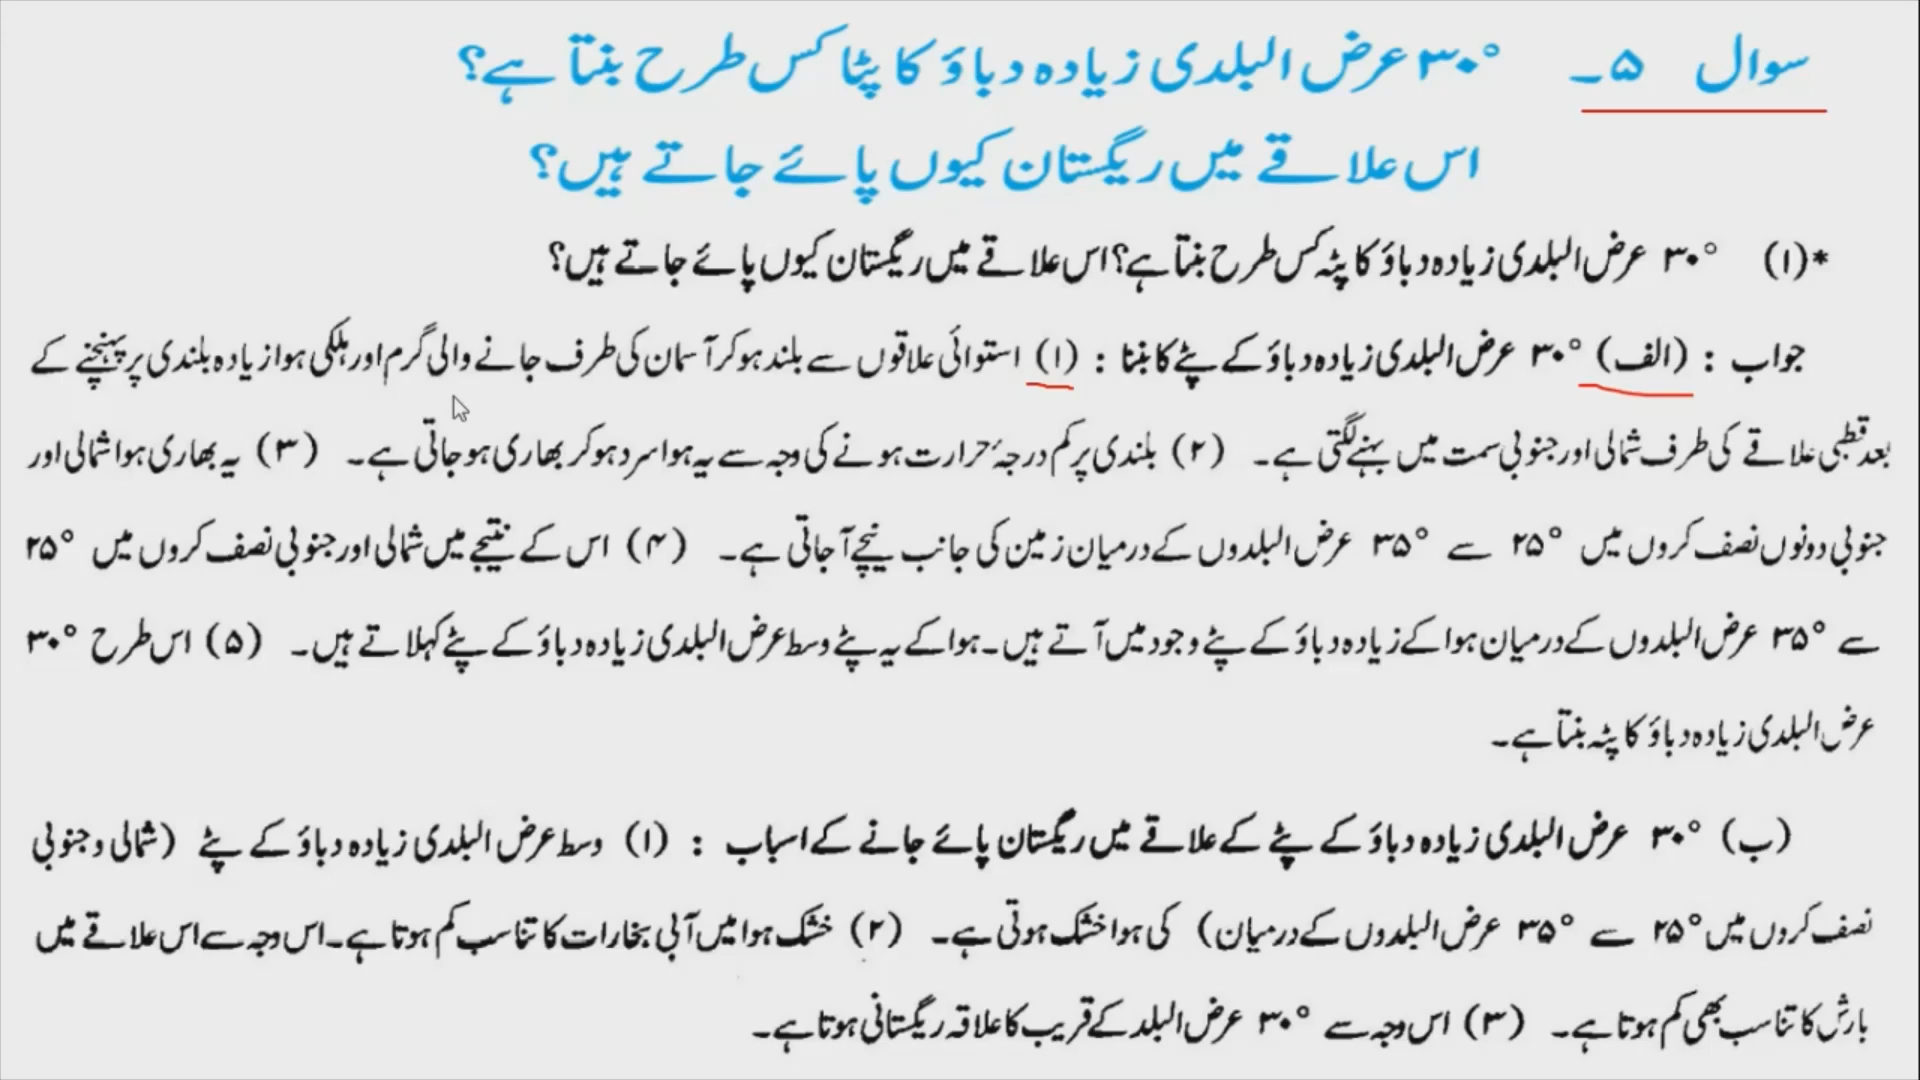 سوال ۵۔ ۳۰° عرض البلدی زیادہ دباؤ کا پٹا کس طرح بنتا ہے؟
اس علاقے میں ریگستان کیوں پائے جاتے ہیں؟
*(۱) ۳۰° عرض البلدی زیادہ دباؤ کا پٹہ کس طرح بنتا ہے؟ اس علاقے میں ریگستان کیوں پائے جاتے ہیں؟
جواب : (الف) ۳۰° عرض البلدی زیادہ دباؤ کے پٹے کا بننا : (۱) استوائی علاقوں سے بلند ہو کر آسمان کی طرف جانے والی گرم اور ہلکی ہوا زیادہ بلندی پر پہنچنے کے
بعد قطبی علاقے کی طرف شمالی اور جنوبی سمت میں بہنے لگتی ہے۔ (۲) بلندی پر کم درجۂ حرارت ہونے کی وجہ سے یہ ہوا سرد ہو کر بھاری ہو جاتی ہے۔ (۳) یہ بھاری ہوا شمالی اور
جنوبی دونوں نصف کروں میں ۲۵° سے ۳۵° عرض البلدوں کے درمیان زمین کی جانب نیچے آ جاتی ہے۔ (۴) اس کے نتیجے میں شمالی اور جنوبی نصف کروں میں ۲۵°
سے ۳۵° عرض البلدوں کے درمیان ہوا کے زیادہ دباؤ کے پٹے وجود میں آتے ہیں۔ ہوا کے یہ پٹے وسط عرض البلدی زیادہ دباؤ کے پٹے کہلاتے ہیں۔ (۵) اس طرح ۳۰°
عرض البلدی زیادہ دباؤ کا پٹہ بنتا ہے۔
(ب) ۳۰° عرض البلدی زیادہ دباؤ کے پٹے کے علاقے میں ریگستان پائے جانے کے اسباب : (۱) وسط عرض البلدی زیادہ دباؤ کے پٹے (شمالی و جنوبی
نصف کروں میں ۲۵° سے ۳۵° عرض البلدوں کے درمیان) کی ہوا خشک ہوتی ہے۔ (۲) خشک ہوا میں آبی بخارات کا تناسب کم ہوتا ہے۔ اس وجہ سے اس علاقے میں
بارش کا تناسب بھی کم ہوتا ہے۔ (۳) اس وجہ سے ۳۰° عرض البلد کے قریب کا علاقہ ریگستانی ہوتا ہے۔